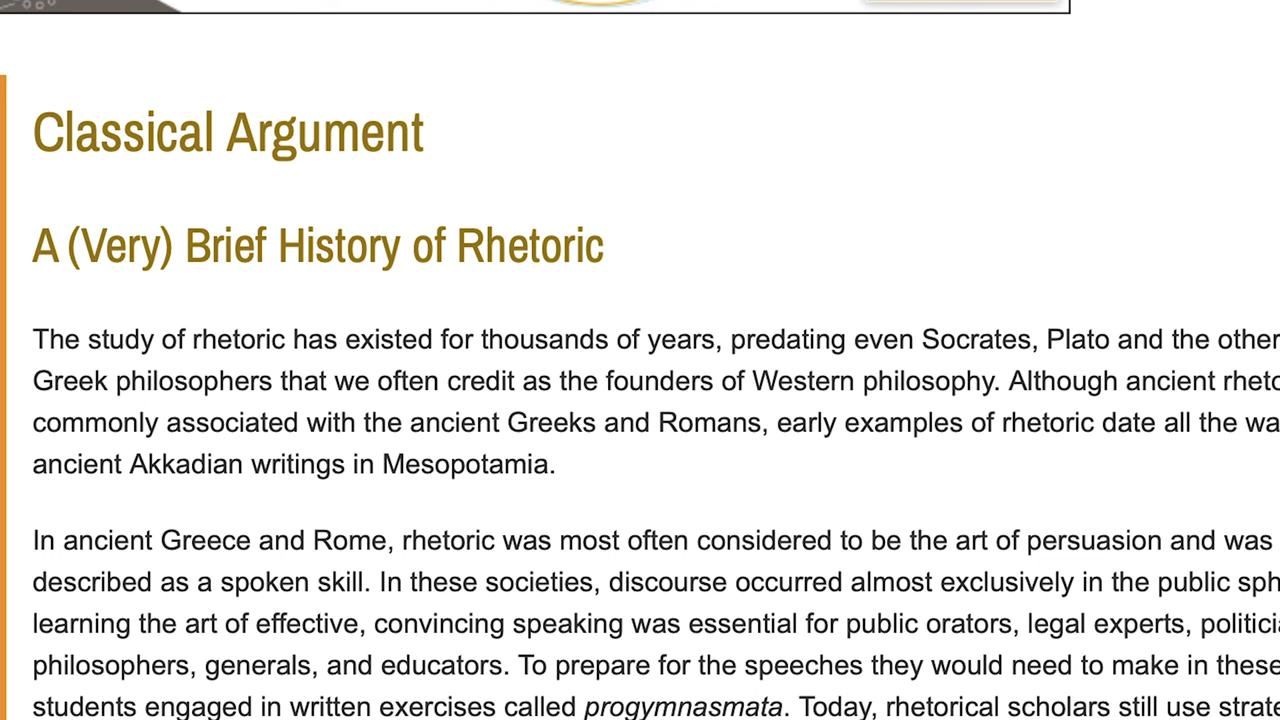 Classical Argument
A (Very) Brief History of Rhetoric
The study of rhetoric has existed for thousands of years, predating even Socrates, Plato and the other
Greek philosophers that we often credit as the founders of Western philosophy. Although ancient
commonly associated with the ancient Greeks and Romans, early examples of rhetoric date all the
ancient Akkadian writings in Mesopotamia.
In ancient Greece and Rome, rhetoric was most often considered to be the art of persuasion and was
described as a spoken skill. In these societies, discourse occurred almost exclusively in the public
learning the art of effective, convincing speaking was essential for public orators, legal experts,
philosophers, generals, and educators. To prepare for the speeches they would need to make in these
students engaged in written exercises called progymnasmata. Today, rhetorical scholars still use